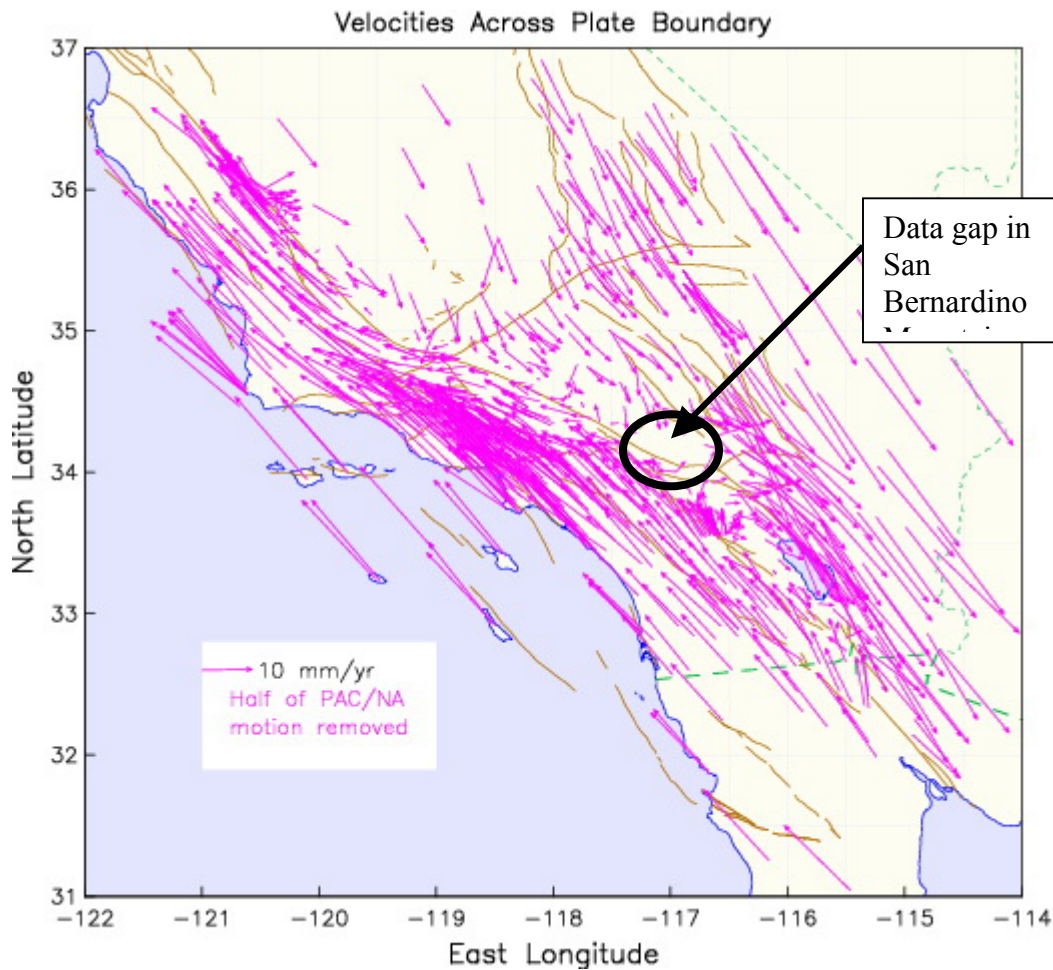 Velocities Across Plate Boundary
37
36
35
34
33
32
31
North Latitude
Data gap in
San
Bernardino
10 mm/yr
Half of PAC/NA
motion removed
-122
-121
-120
-119
-118
-117
-116
-115
-114
East Longitude